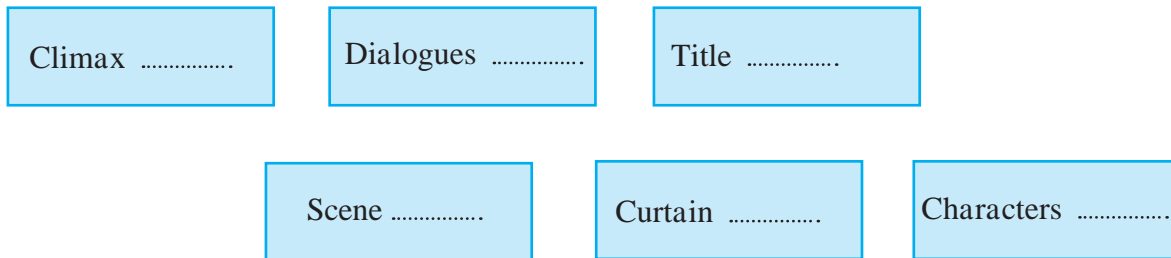 Climax ................
Dialogues ................
Title ................
Scene ................
Curtain ................
Characters ................